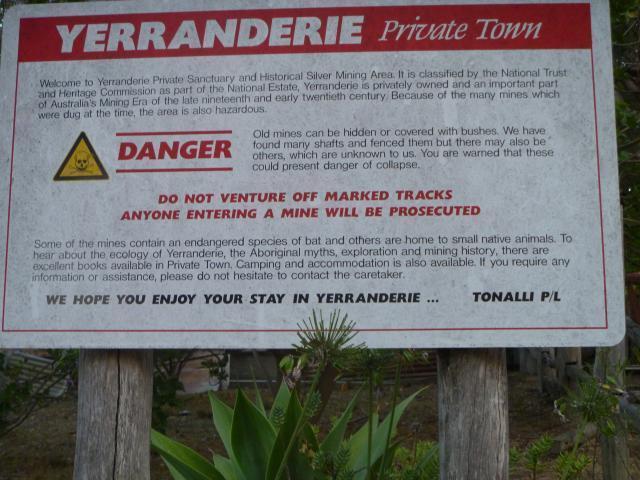 YERRANDERIE Private Town
Welcome to Yerranderie Private Sanctuary and Historical Silver Mining Area. It is classified by the National Trust
and Heritage Commission as part of the National Estate, Yerranderie is privately owned and an important part
of Australia's Mining Era of the late nineteenth and early twentieth century. Because of the many mines which
were dug at the time, the area is also hazardous.
DANGER
Old mines can be hidden or covered with bushes. We have
found many shafts and fenced them but there may also be
others, which are unknown to us. You are warned that these
could present danger of collapse.
DO NOT VENTURE OFF MARKED TRACKS
ANYONE ENTERING A MINE WILL BE PROSECUTED
Some of the mines contain an endangered species of bat and others are home to small native animals. To
hear about the ecology of Yerranderie, the Aboriginal myths, exploration and mining history, there are
excellent books available in Private Town. Camping and accommodation is also available. If you require any
information or assistance, please do not hesitate to contact the caretaker.
WE HOPE YOU ENJOY YOUR STAY IN YERRANDERIE ... TONALLI P/L